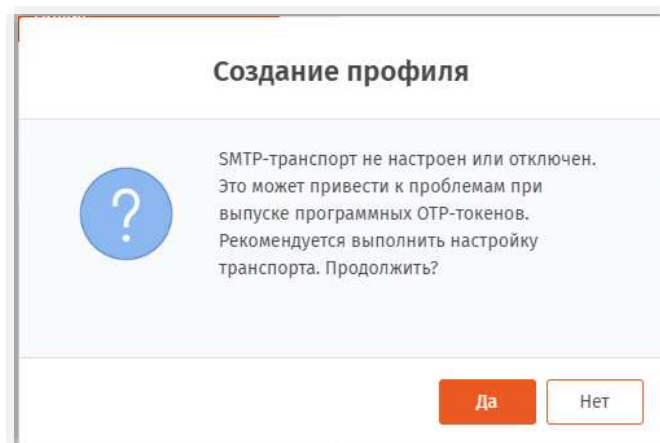 Создание профиля
SMTP-транспорт не настроен или отключен.
Это может привести к проблемам при
выпуске программных OTP-токенов.
Рекомендуется выполнить настройку
транспорта. Продолжить?
Да
Нет